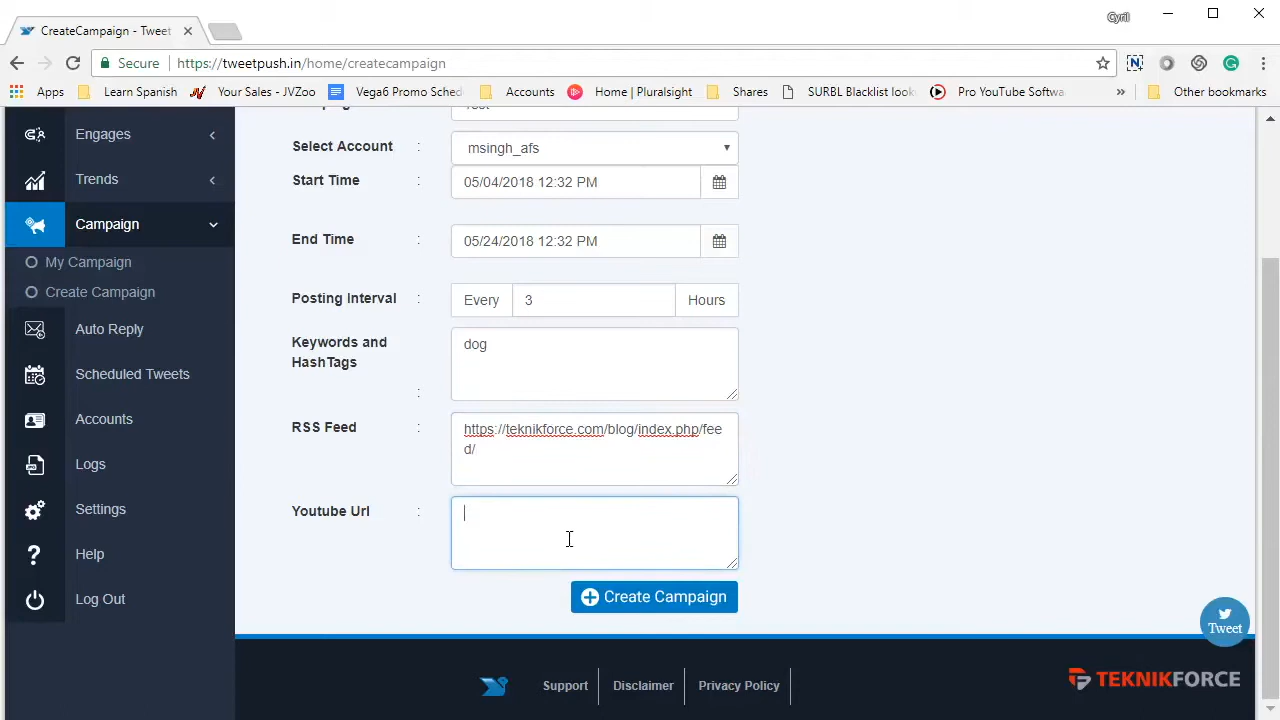 Cyril
CreateCampaign - Tweet
Secure
https://tweetpush.in/home/createcampaign
Apps
Learn Spanish
Your Sales - JVZoo
Vega6 Promo Sched
Accounts
Home | Pluralsight
Shares
SURBL Blacklist look
Pro YouTube Softwa
»
Other bookmarks
Engages
Trends
Campaign
My Campaign
Create Campaign
Auto Reply
Scheduled Tweets
Accounts
Logs
Settings
Help
Log Out
Select Account : msingh_afs
Start Time : 05/04/2018 12:32 PM
End Time : 05/24/2018 12:32 PM
Posting Interval : Every 3 Hours
Keywords and
HashTags
:
dog
RSS Feed : https://teknikforce.com/blog/index.php/fee
d/
Youtube Url :
Create Campaign
Tweet
Support
Disclaimer
Privacy Policy
TEKNIKFORCE